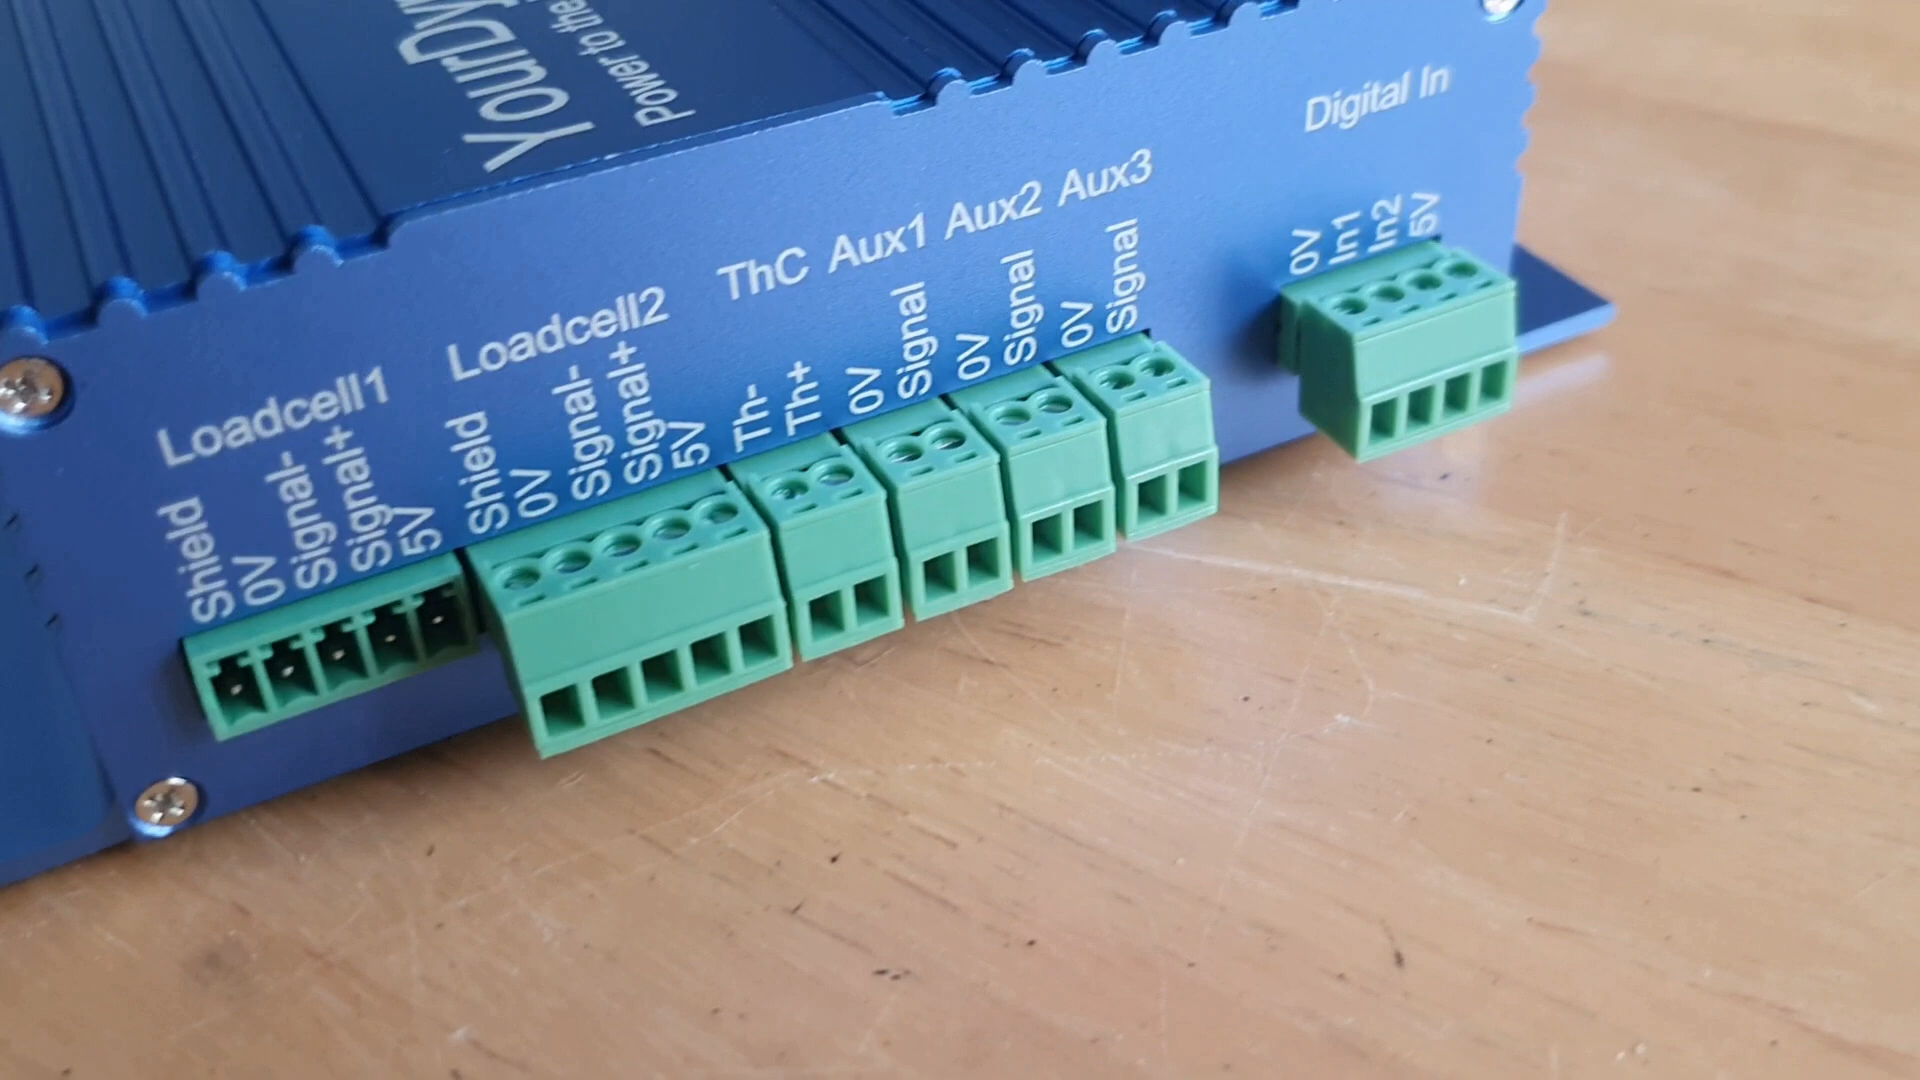 YourDy
Power to the
Digital In
0V
In1
In2
5V
ThC Aux1 Aux2 Aux3
Th-
Th+
0V
Signal
0V
Signal
0V
Signal
Loadcell2
Shield
0V
Signal-
Signal+
5V
Loadcell1
Shield
0V
Signal-
Signal+
5V